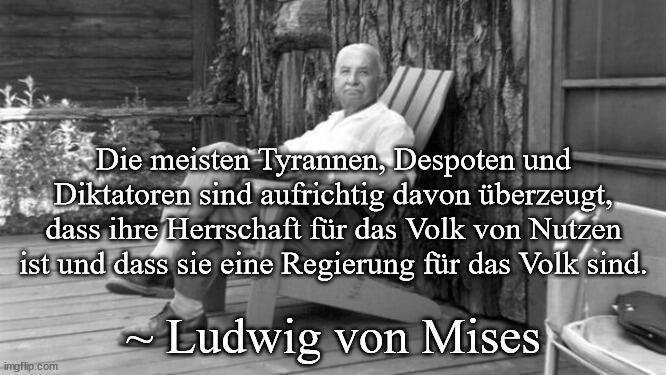 Die meisten Tyrannen, Despoten und
Diktatoren sind aufrichtig davon überzeugt,
dass ihre Herrschaft für das Volk von Nutzen
ist und dass sie eine Regierung für das Volk sind.
~ Ludwig von Mises
imgflip.com